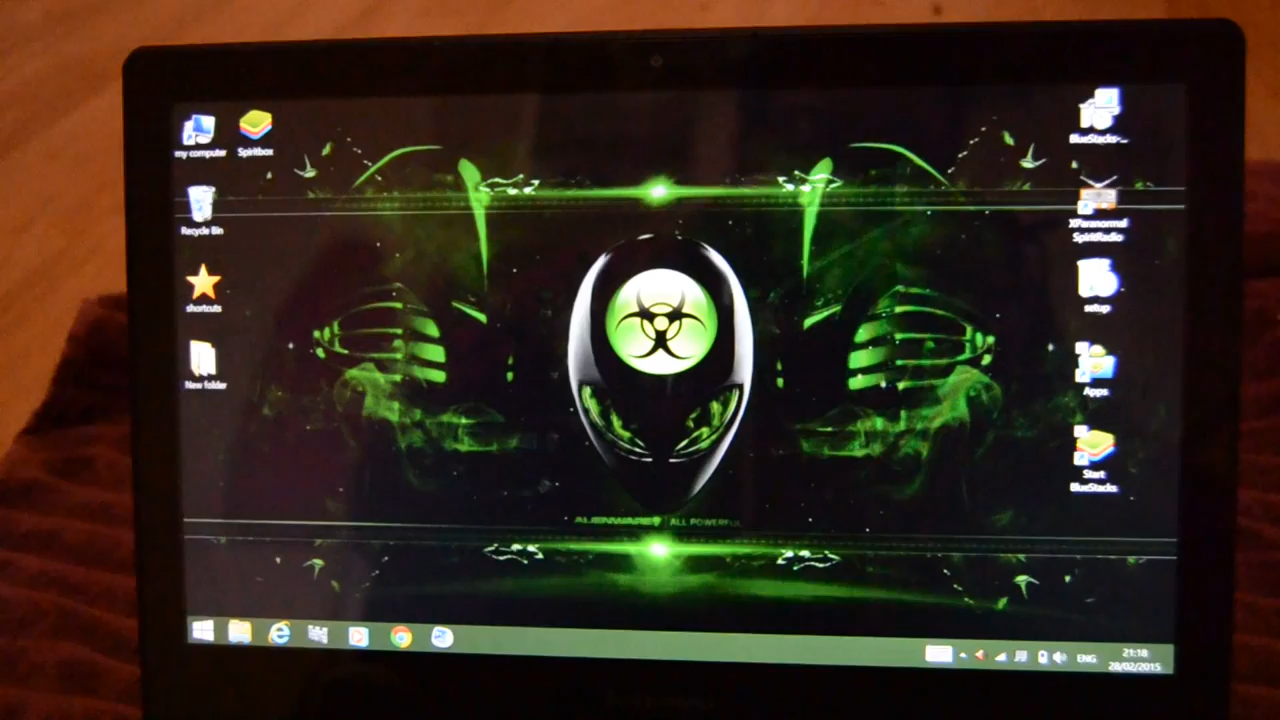 my computer
Spiritbox
Recycle Bin
shortcuts
New folder
BlueStacks-...
XParanormal
SpiritRadio
setup
Apps
Start
BlueStacks
ALIENWARE
ALL POWERFUL
ENG
21:18
28/02/2015